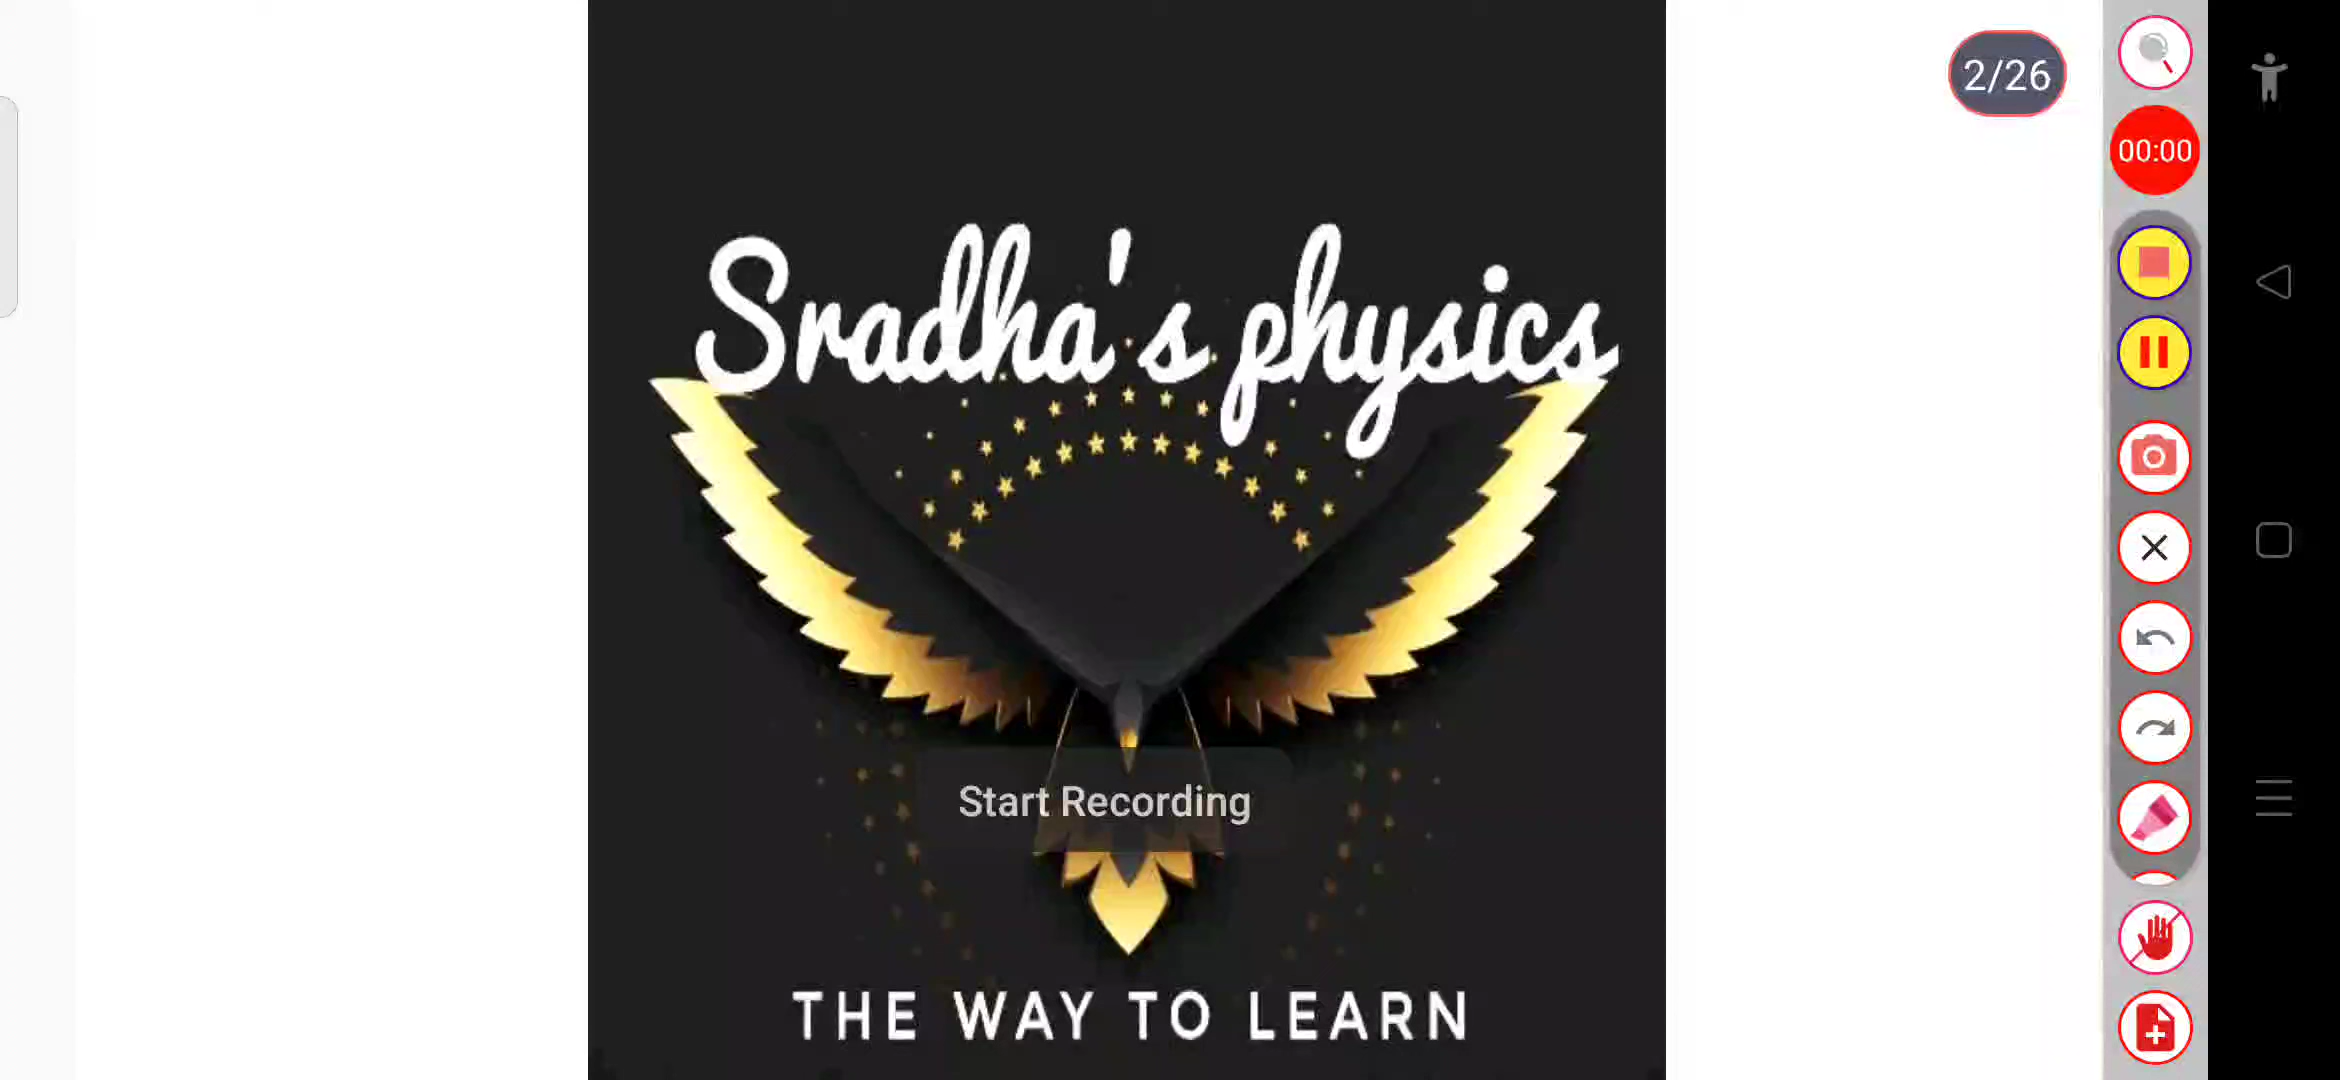 2/26
00:00
Sradha's physics
Start Recording
THE WAY TO LEARN